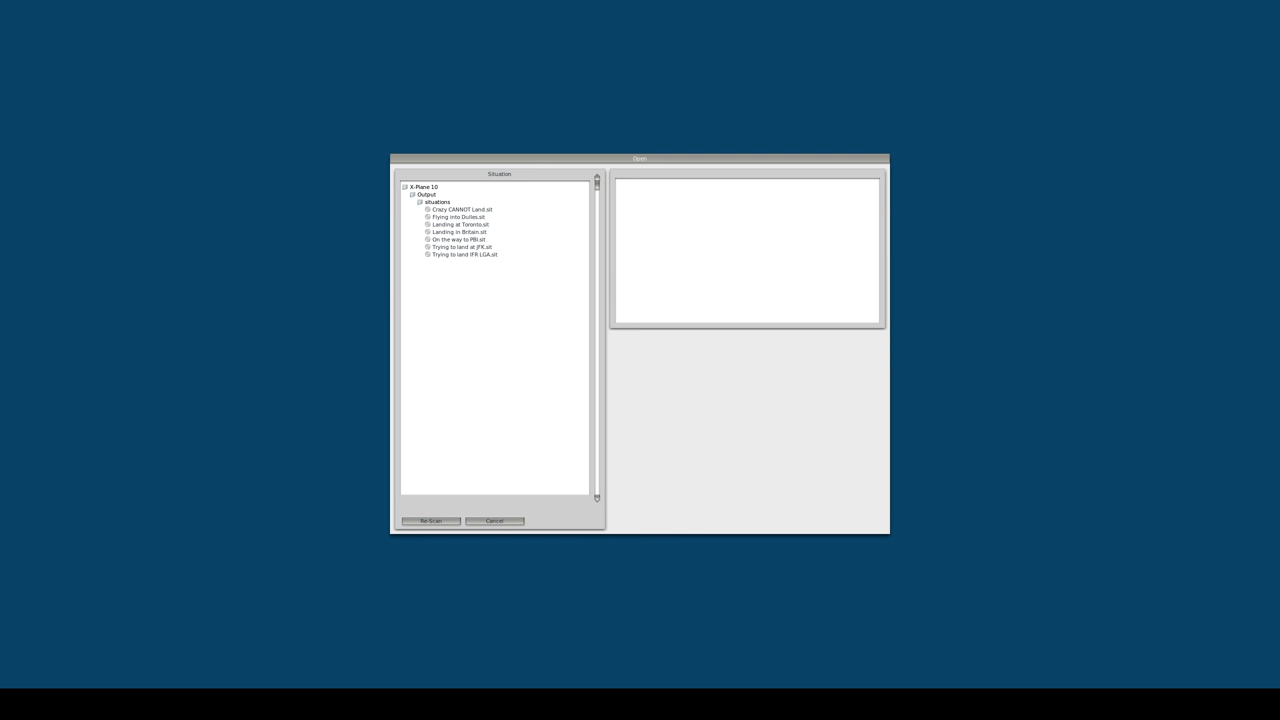 Open
Situation
X-Plane 10
Output
situations
Crazy CANNOT Land.sit
Flying into Dulles.sit
Landing at Toronto.sit
Landing in Britain.sit
On the way to PBI.sit
Trying to land at JFK.sit
Trying to land IFR LGA.sit
Re-Scan
Cancel